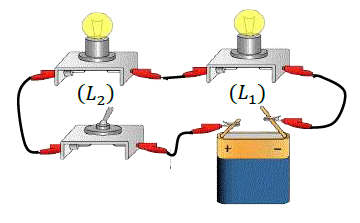 (L₂)
(L₁)
+ −